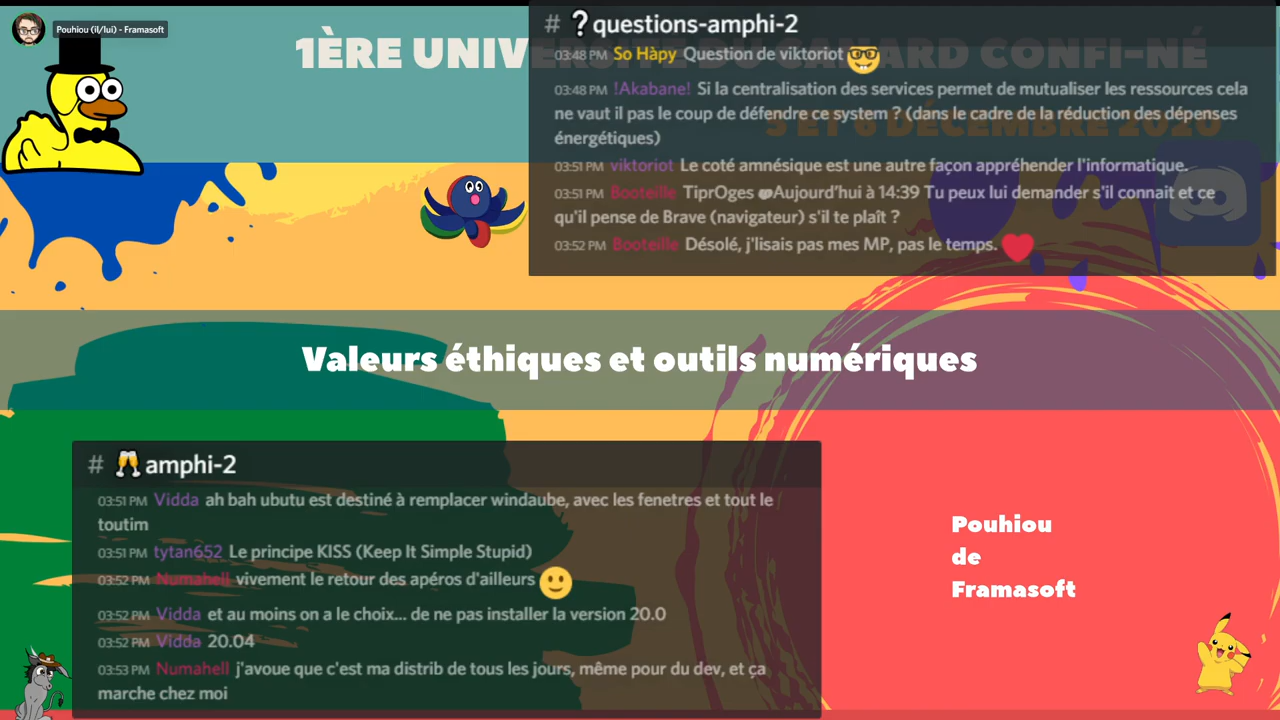 Pouhiou (il/lui) - Framasoft
1ÈRE UNIVERSITÉ DU CANARD CONFI-NÉ
5 ET 6 DÉCEMBRE 2020
# ❓questions-amphi-2
03:48 PM So Hàpy Question de viktoriot 🤓
03:48 PM !Akabane! Si la centralisation des services permet de mutualiser les ressources cela
ne vaut il pas le coup de défendre ce system ? (dans le cadre de la réduction des dépenses
énergétiques)
03:51 PM viktoriot Le coté amnésique est une autre façon appréhender l'informatique.
03:51 PM Booteille TiprOges Aujourd'hui à 14:39 Tu peux lui demander s'il connait et ce
qu'il pense de Brave (navigateur) s'il te plaît ?
03:52 PM Booteille Désolé, j'lisais pas mes MP, pas le temps. ❤️
Valeurs éthiques et outils numériques
# 🍻amphi-2
03:51 PM Vidda ah bah ubutu est destiné à remplacer windaube, avec les fenetres et tout le
toutim
03:51 PM tytan652 Le principe KISS (Keep It Simple Stupid)
03:52 PM Numahell vivement le retour des apéros d'ailleurs 🙂
03:52 PM Vidda et au moins on a le choix... de ne pas installer la version 20.0
03:52 PM Vidda 20.04
03:53 PM Numahell j'avoue que c'est ma distrib de tous les jours, même pour du dev, et ça
marche chez moi
Pouhiou
de
Framasoft